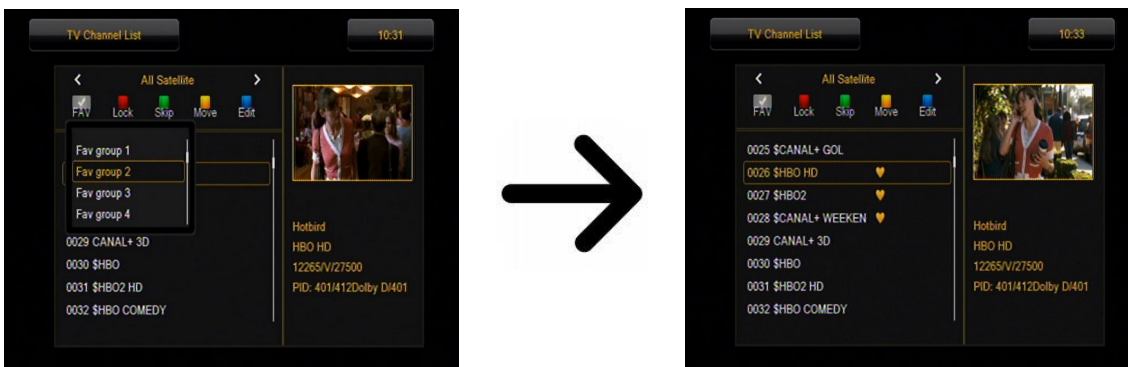 TV Channel List
10:31
< All Satellite >
FAV Lock Skip Move Edit
Fav group 1
Fav group 2
Fav group 3
Fav group 4
0029 CANAL+ 3D
0030 $HBO
0031 $HBO2 HD
0032 $HBO COMEDY
Hotbird
HBO HD
12265/V/27500
PID: 401/412Dolby D/401
TV Channel List
10:33
< All Satellite >
FAV Lock Skip Move Edit
0025 $CANAL+ GOL
0026 $HBO HD
0027 $HBO2
0028 $CANAL+ WEEKEN
0029 CANAL+ 3D
0030 $HBO
0031 $HBO2 HD
0032 $HBO COMEDY
Hotbird
HBO HD
12265/V/27500
PID: 401/412Dolby D/401